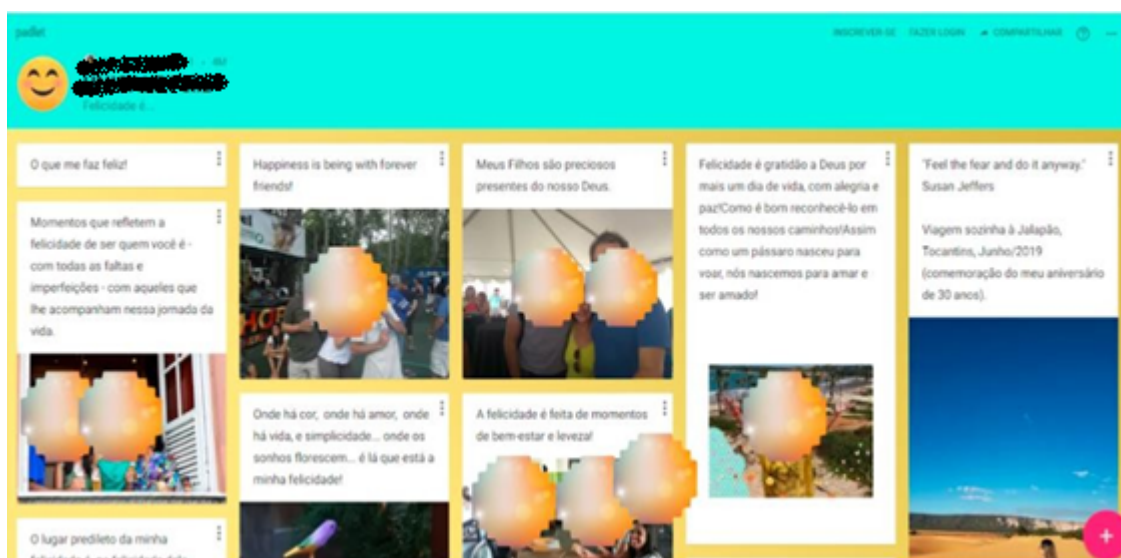 padlet
INSCREVER-SE FAZER LOGIN COMPARTILHAR
4M
Felicidade é...
O que me faz feliz!
Momentos que refletem a
felicidade de ser quem você é -
com todas as faltas e
imperfeições - com aqueles que
lhe acompanham nessa jornada da
vida.
O lugar predileto da minha
Happiness is being with forever
friends!
Onde há cor, onde há amor, onde
há vida, e simplicidade... onde os
sonhos florescem... é lá que está a
minha felicidade!
Meus Filhos são preciosos
presentes do nosso Deus.
A felicidade é feita de momentos
de bem-estar e leveza!
Felicidade é gratidão a Deus por
mais um dia de vida, com alegria e
paz!Como é bom reconhecê-lo em
todos os nossos caminhos!Assim
como um pássaro nasceu para
voar, nós nascemos para amar e
ser amado!
"Feel the fear and do it anyway."
Susan Jeffers
Viagem sozinha à Jalapão,
Tocantins, Junho/2019
(comemoração do meu aniversário
de 30 anos).